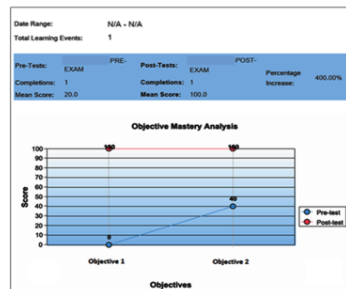 Date Range: N/A - N/A
Total Learning Events: 1
Pre-Tests: PRE-EXAM Post-Tests: POST-EXAM Percentage Increase: 400.00%
Completions: 1 Completions: 1
Mean Score: 20.0 Mean Score: 100.0
Objective Mastery Analysis
100
90
80
70
60
50
40
30
20
10
0
Score
100 100
40
0
Pre-test
Post-test
Objective 1 Objective 2
Objectives